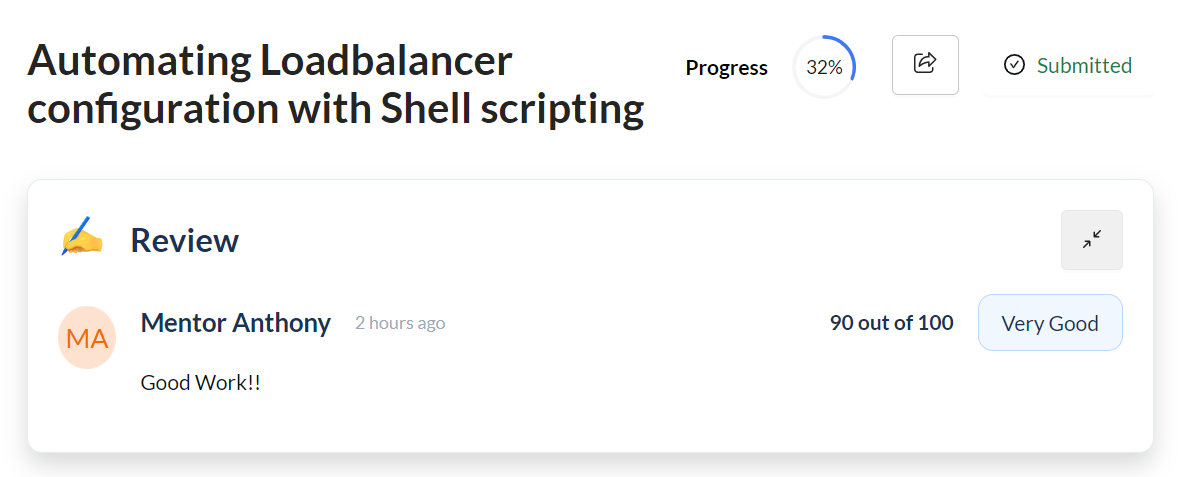 Automating Loadbalancer
configuration with Shell scripting
Progress
32%
Submitted
Review
MA
Mentor Anthony
2 hours ago
90 out of 100
Very Good
Good Work!!